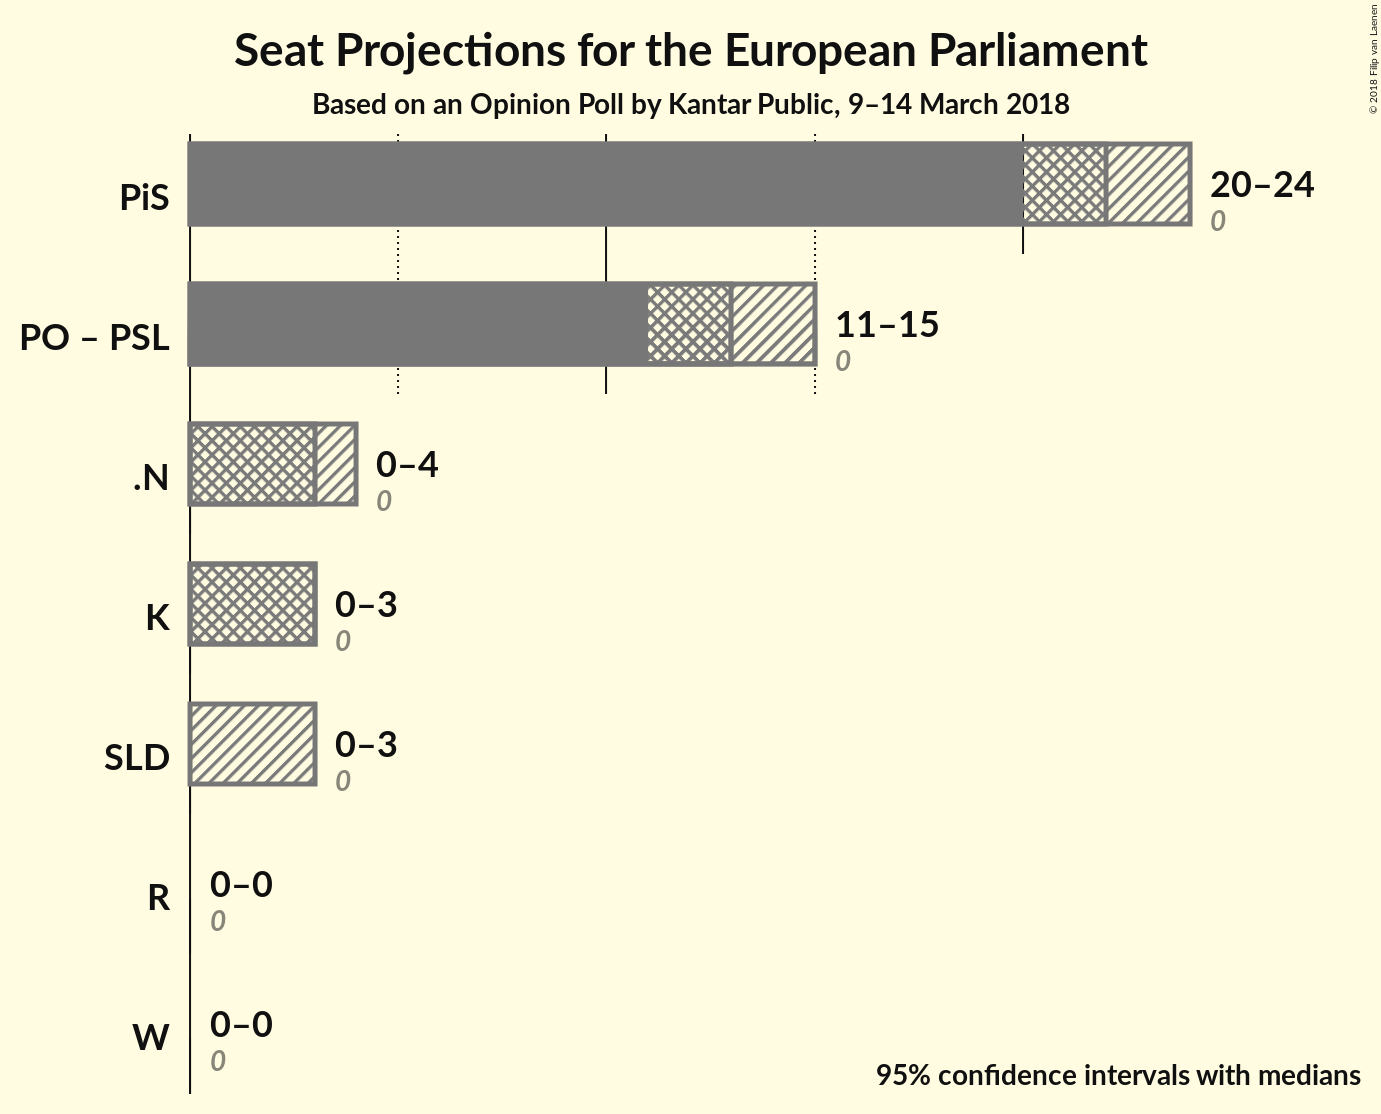 Seat Projections for the European Parliament
Based on an Opinion Poll by Kantar Public, 9–14 March 2018
© 2018 Filip van Laenen
PiS
20–24
0
PO – PSL
11–15
0
.N
0–4
0
K
0–3
0
SLD
0–3
0
R
0–0
0
W
0–0
0
95% confidence intervals with medians